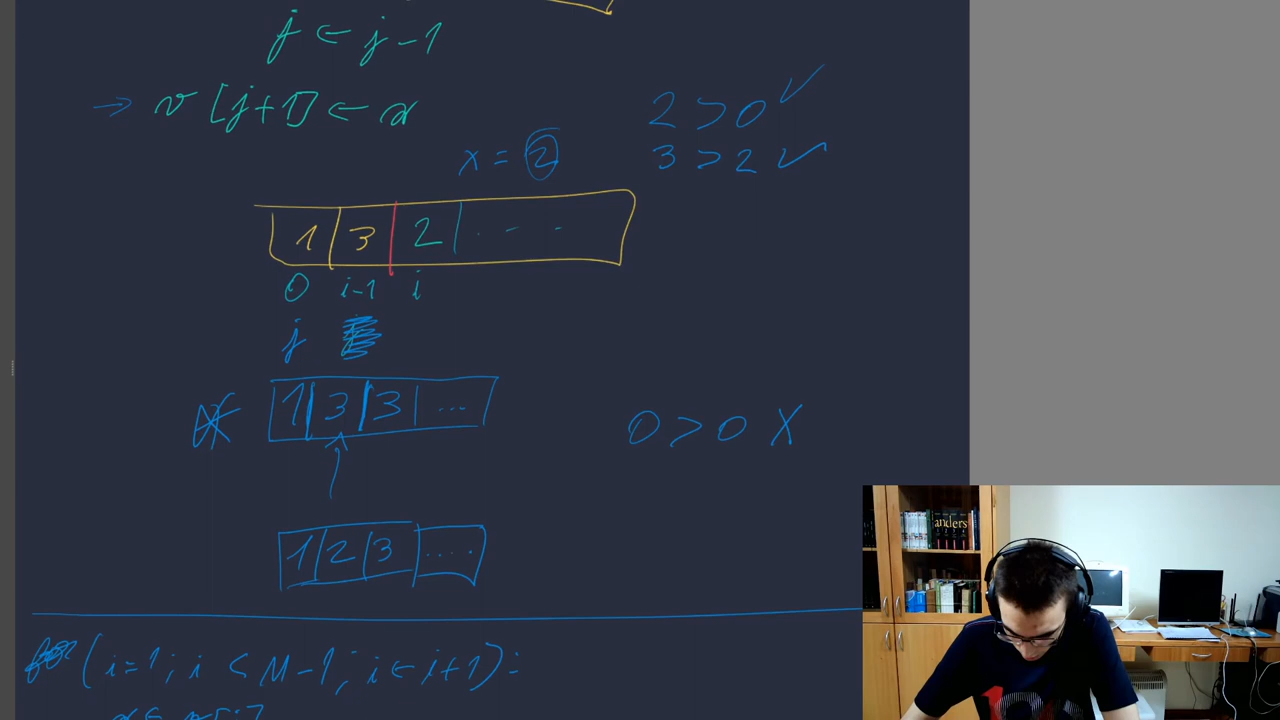 j ← j - 1
→ v [j+1] ← x
2 > 0 ✓
x = 2
3 > 2 ✓
1 3 2 . - -
0 i-1 i
j
1 3 3 ...
0 > 0 X
1 2 3 ....
(i=1; i < M-1; i ← i+1):
anders